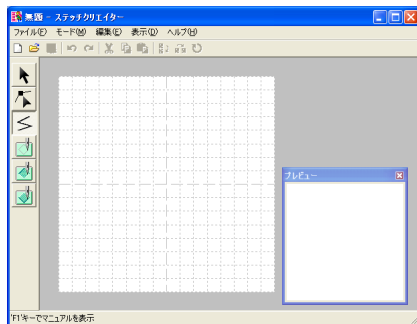 無題 - ステッチクリエイター
ファイル(F) モード(M) 編集(E) 表示(D) ヘルプ(H)
プレビュー
'F1'キーでマニュアルを表示